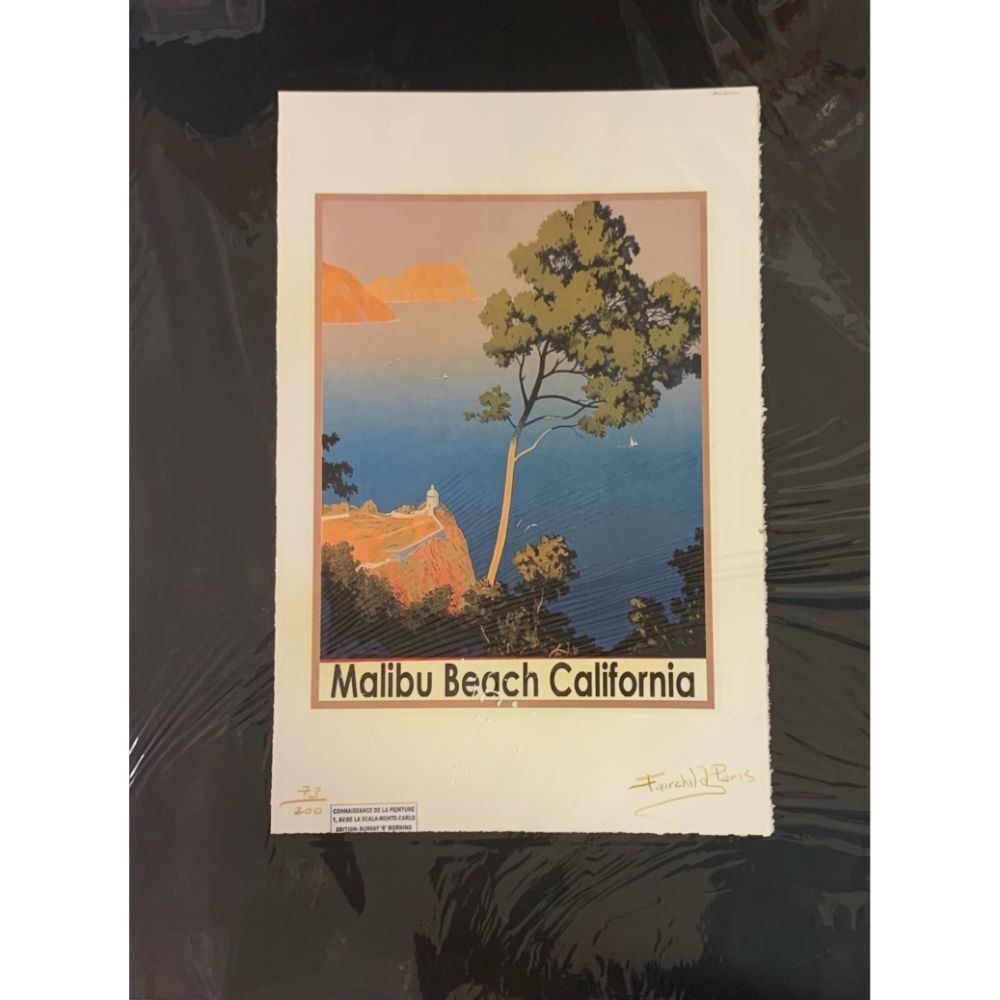 Malibu Beach California
73
200
Fairchild Paris
CONNAISSANCE DE LA PEINTURE
1, AV.DE LA SCALA-MONTE-CARLO
EDITION: SUNDAY "B" MORNING